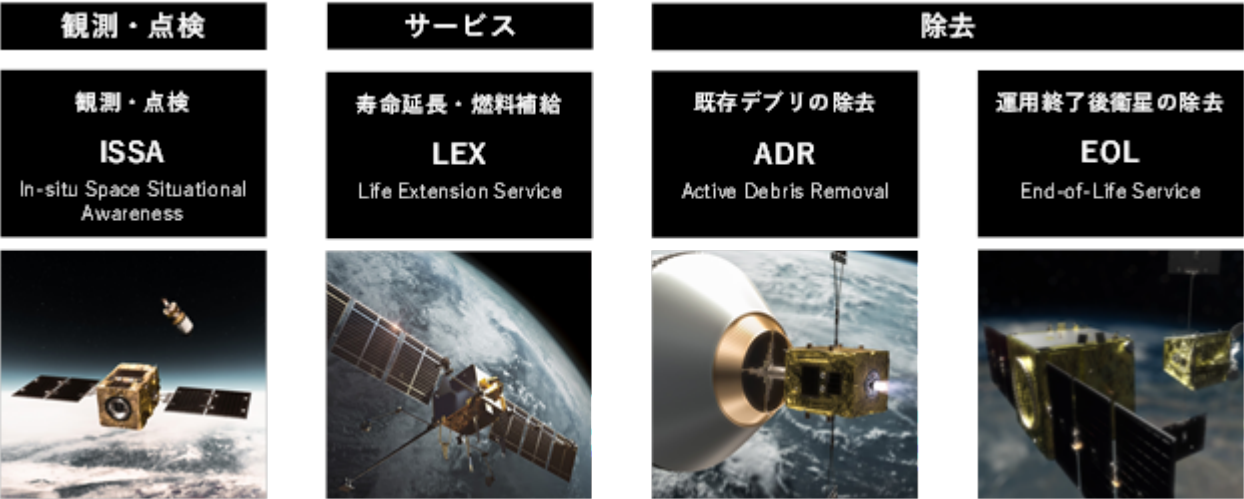 観測・点検
サービス
除去
観測・点検
ISSA
In-situ Space Situational
Awareness
寿命延長・燃料補給
LEX
Life Extension Service
既存デブリの除去
ADR
Active Debris Removal
運用終了後衛星の除去
EOL
End-of-Life Service